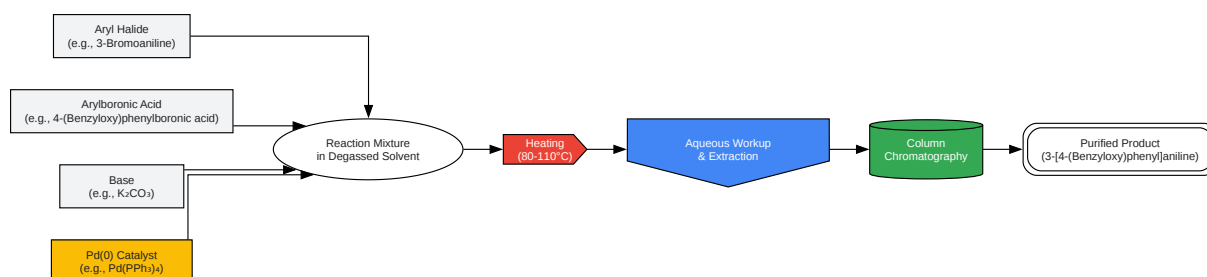 Aryl Halide
(e.g., 3-Bromoaniline)
Arylboronic Acid
(e.g., 4-(Benzyloxy)phenylboronic acid)
Base
(e.g., K₂CO₃)
Pd(0) Catalyst
(e.g., Pd(PPh₃)₄)
Reaction Mixture
in Degassed Solvent
Heating
(80-110°C)
Aqueous Workup
& Extraction
Column
Chromatography
Purified Product
(3-[4-(Benzyloxy)phenyl]aniline)